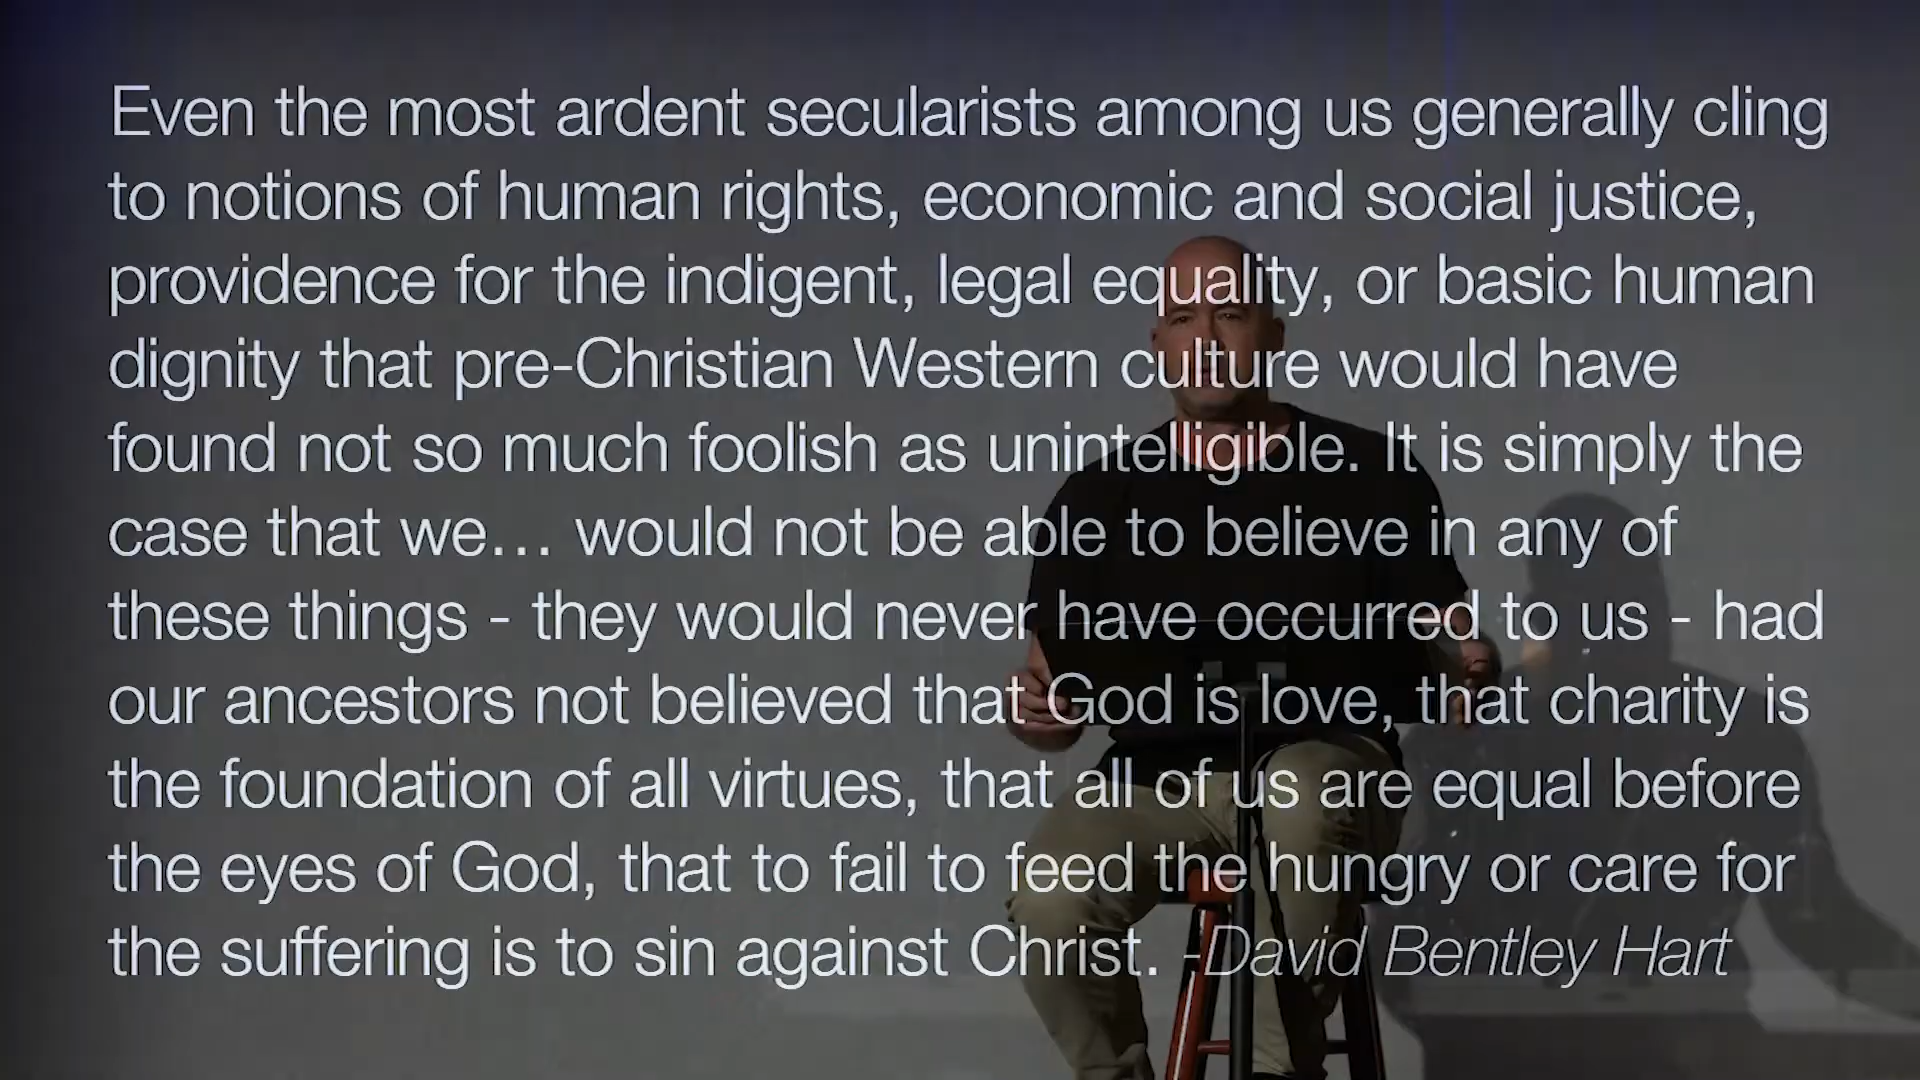 Even the most ardent secularists among us generally cling
to notions of human rights, economic and social justice,
providence for the indigent, legal equality, or basic human
dignity that pre-Christian Western culture would have
found not so much foolish as unintelligible. It is simply the
case that we… would not be able to believe in any of
these things - they would never have occurred to us - had
our ancestors not believed that God is love, that charity is
the foundation of all virtues, that all of us are equal before
the eyes of God, that to fail to feed the hungry or care for
the suffering is to sin against Christ. -David Bentley Hart